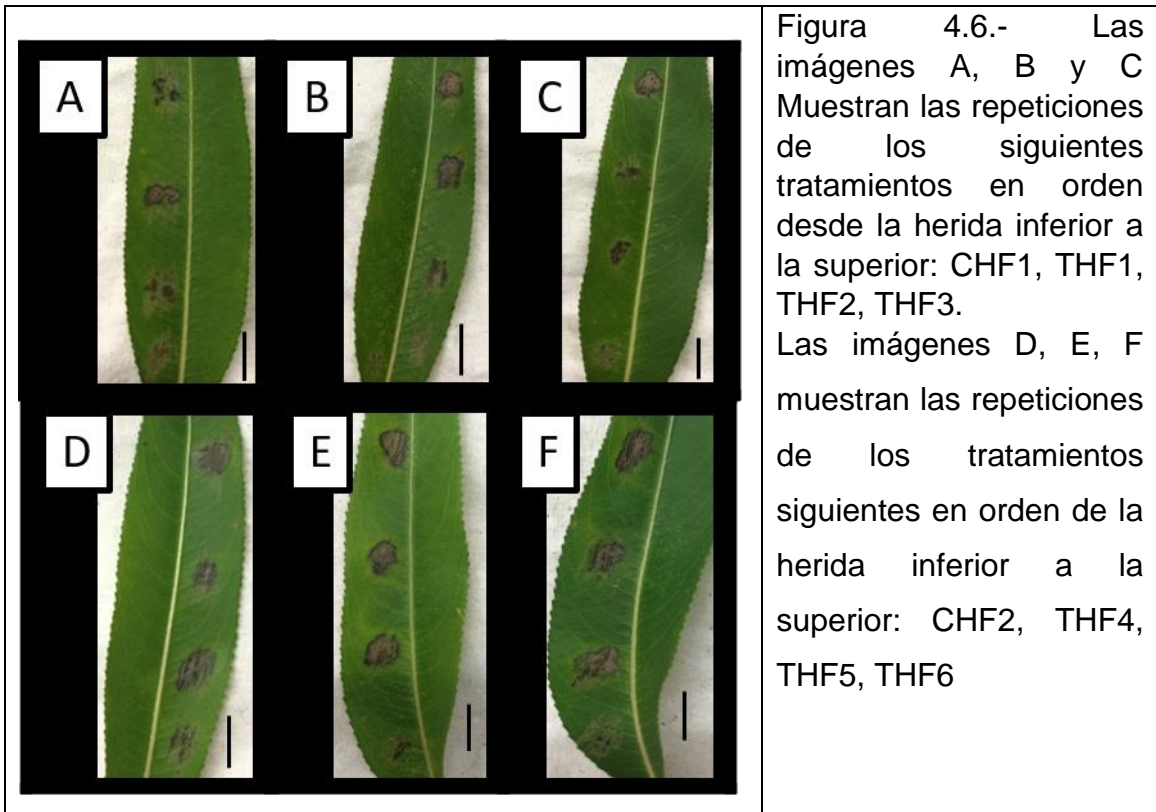 A
B
C
D
E
F
Figura 4.6.- Las
imágenes A, B y C
Muestran las repeticiones
de los siguientes
tratamientos en orden
desde la herida inferior a
la superior: CHF1, THF1,
THF2, THF3.
Las imágenes D, E, F
muestran las repeticiones
de los tratamientos
siguientes en orden de la
herida inferior a la
superior: CHF2, THF4,
THF5, THF6